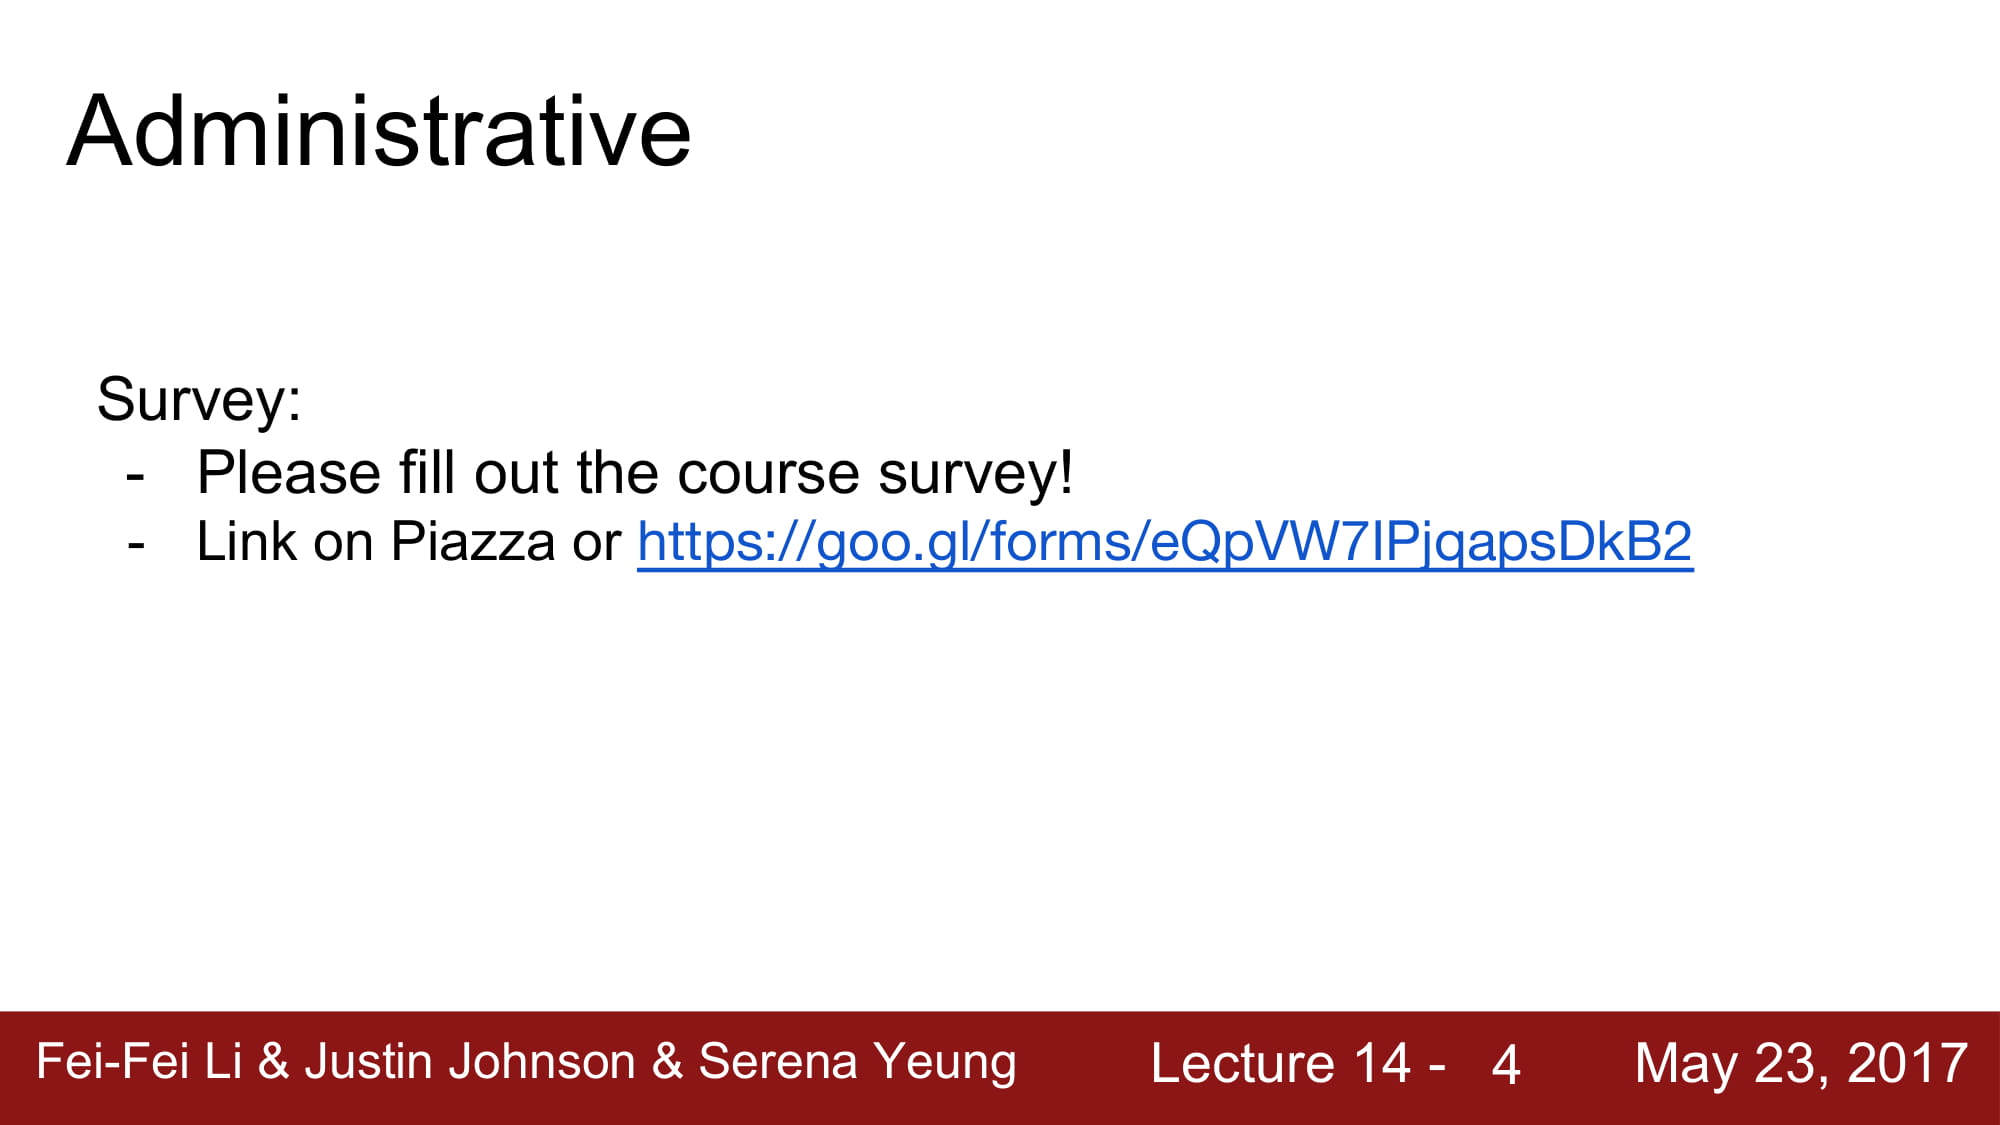 Administrative
Survey:
- Please fill out the course survey!
- Link on Piazza or https://goo.gl/forms/eQpVW7IPjqapsDkB2
Fei-Fei Li & Justin Johnson & Serena Yeung Lecture 14 - 4 May 23, 2017